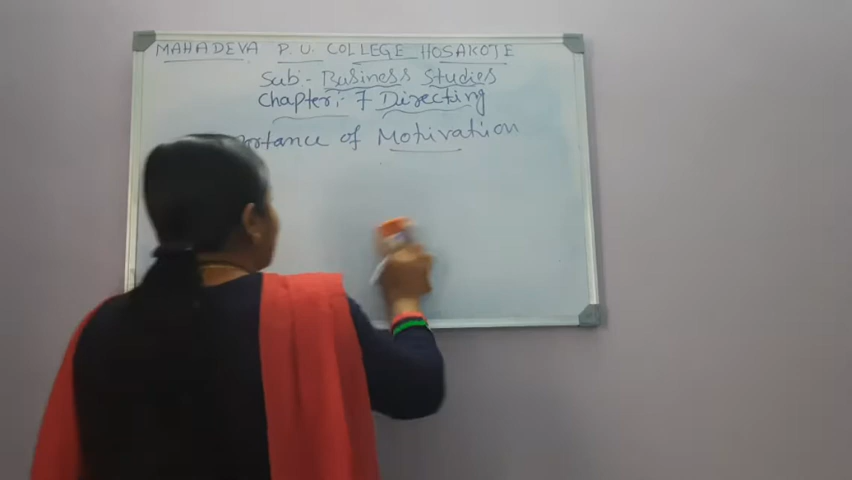 MAHADEVA P.U. COLLEGE HOSAKOTE
Sub:- Business Studies
Chapter:- 7 Directing
of Motivation